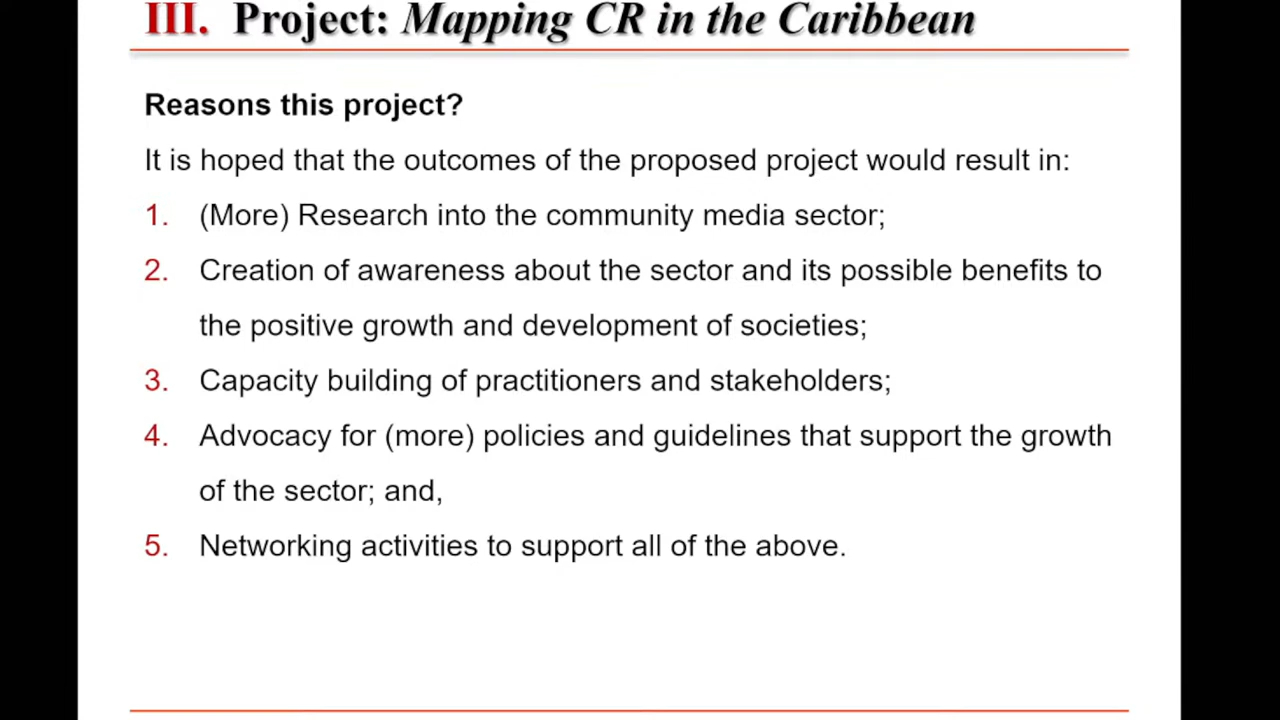 III. Project: Mapping CR in the Caribbean
Reasons this project?
It is hoped that the outcomes of the proposed project would result in:
1. (More) Research into the community media sector;
2. Creation of awareness about the sector and its possible benefits to
the positive growth and development of societies;
3. Capacity building of practitioners and stakeholders;
4. Advocacy for (more) policies and guidelines that support the growth
of the sector; and,
5. Networking activities to support all of the above.